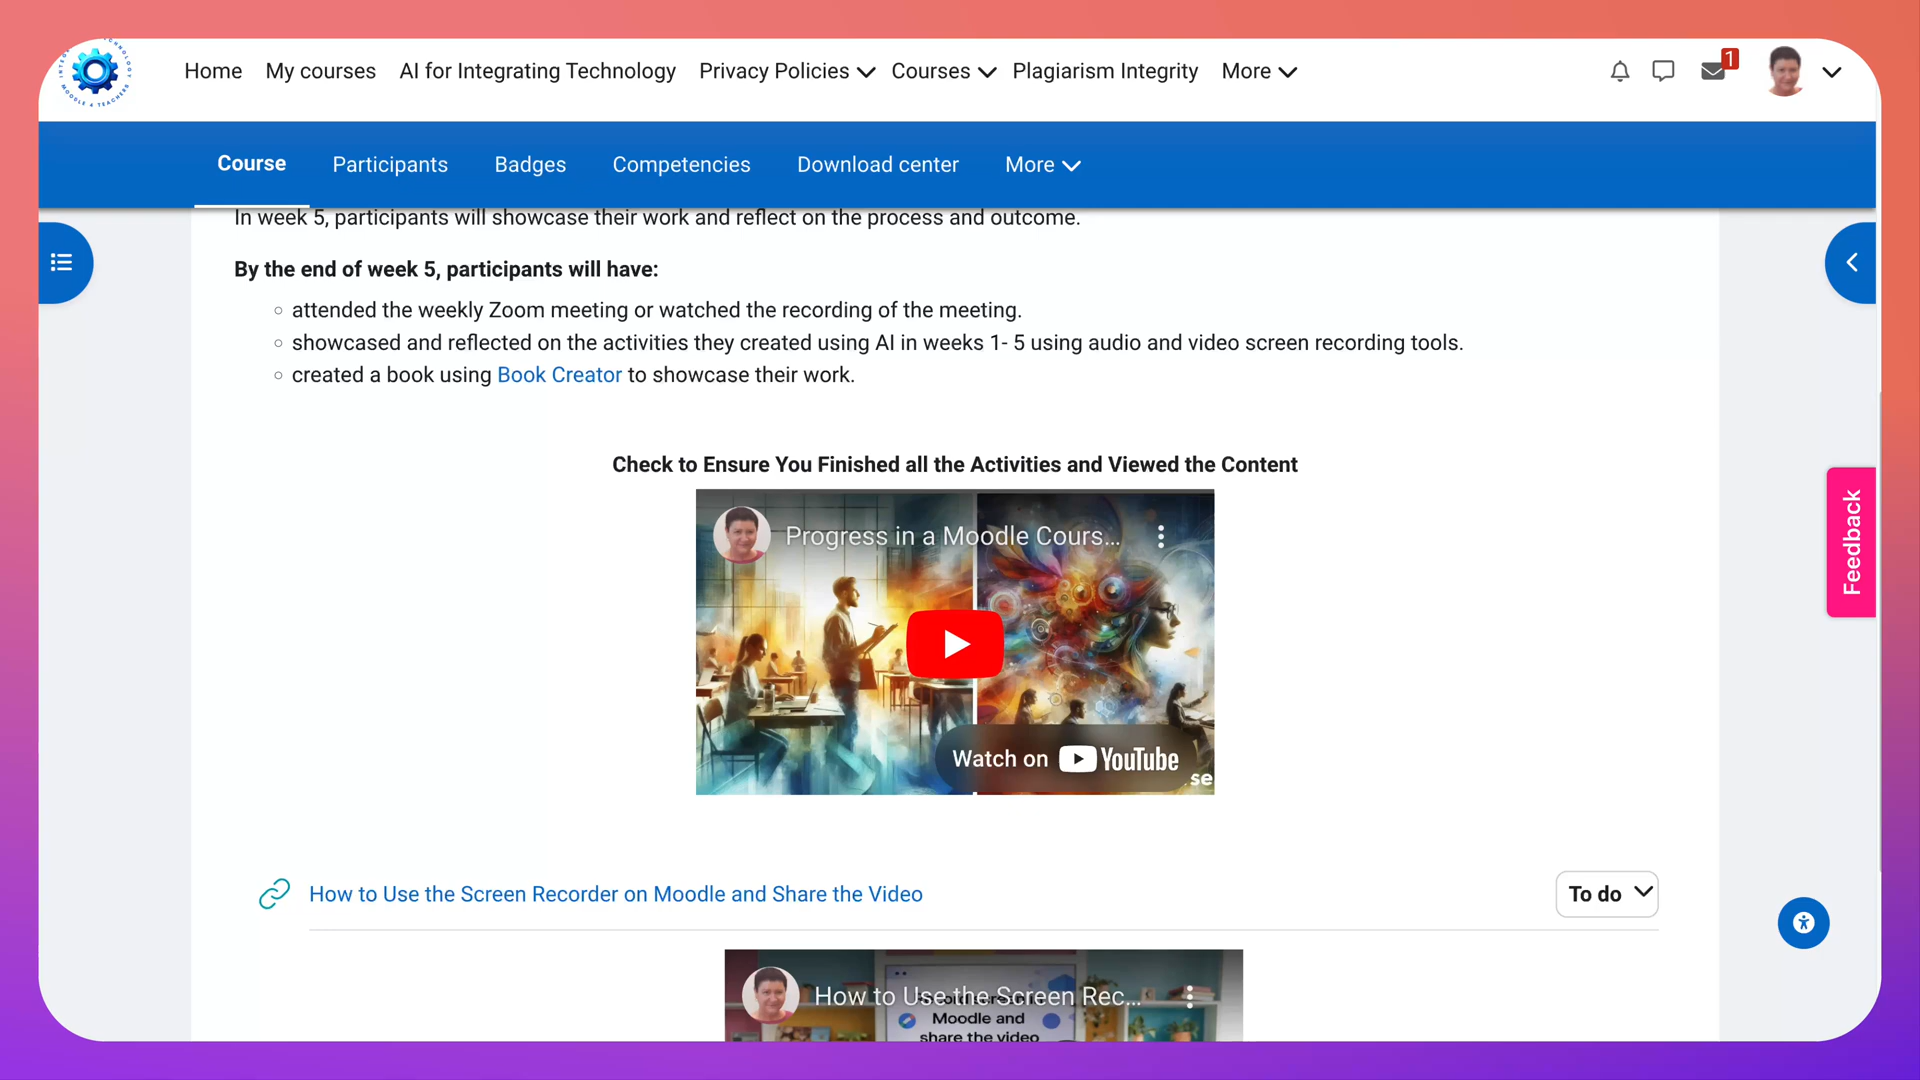 Home My courses AI for Integrating Technology Privacy Policies Courses Plagiarism Integrity More 1
MOODLE 4 TEACHERS
Course Participants Badges Competencies Download center More
In week 5, participants will showcase their work and reflect on the process and outcome.
By the end of week 5, participants will have:
attended the weekly Zoom meeting or watched the recording of the meeting.
showcased and reflected on the activities they created using AI in weeks 1- 5 using audio and video screen recording tools.
created a book using Book Creator to showcase their work.
Check to Ensure You Finished all the Activities and Viewed the Content
Progress in a Moodle Cours...
Feedback
Watch on YouTube
se
How to Use the Screen Recorder on Moodle and Share the Video To do
How to Use the Screen Rec...
Moodle and
share the video